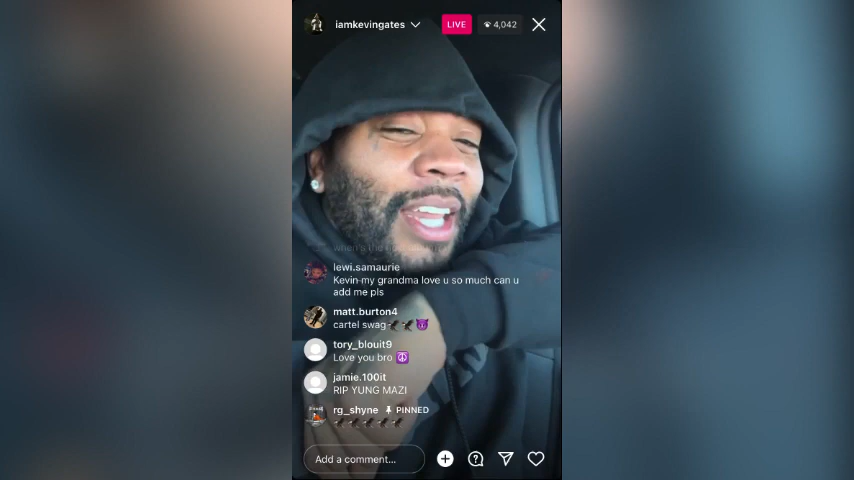 iamkevingates
LIVE
4,042
lewi.samaurie
Kevin my grandma love u so much can u
add me pls
matt.burton4
cartel swag 🦅🦅😈
tory_blouit9
Love you bro ☮️
jamie.100it
RIP YUNG MAZI
rg_shyne PINNED
🦅🦅🦅🦅🦅
Add a comment...